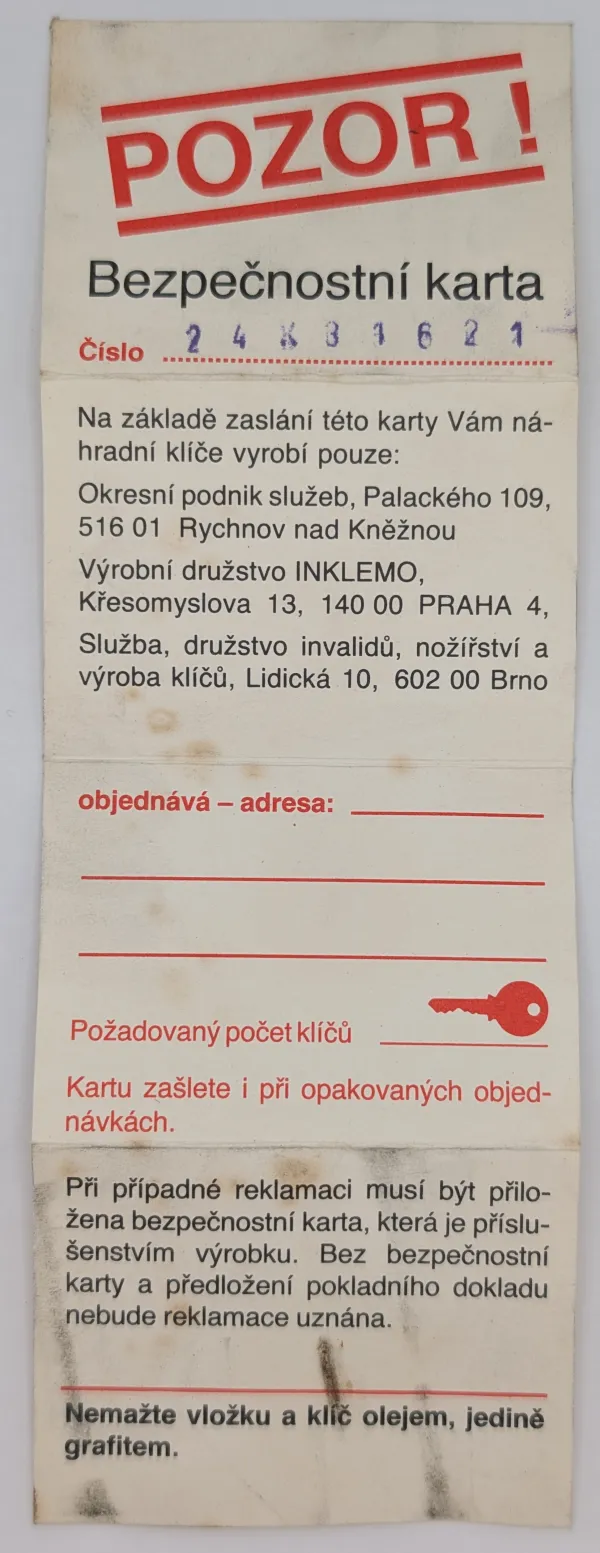 POZOR !
Bezpečnostní karta
Číslo 24K31621
Na základě zaslání této karty Vám ná-
hradní klíče vyrobí pouze:
Okresní podnik služeb, Palackého 109,
516 01 Rychnov nad Kněžnou
Výrobní družstvo INKLEMO,
Křesomyslova 13, 140 00 PRAHA 4,
Služba, družstvo invalidů, nožířství a
výroba klíčů, Lidická 10, 602 00 Brno
objednává – adresa:
Požadovaný počet klíčů
Kartu zašlete i při opakovaných objed-
návkách.
Při případné reklamaci musí být přilo-
žena bezpečnostní karta, která je příslu-
šenstvím výrobku. Bez bezpečnostní
karty a předložení pokladního dokladu
nebude reklamace uznána.
Nemažte vložku a klíč olejem, jedině
grafitem.